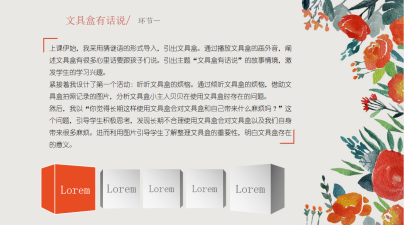 文具盒有话说/ 环节一
上课伊始，我采用猜谜语的形式导入，引出文具盒。通过播放文具盒的画外音，阐
述文具盒有很多心里话要跟孩子们说。引出主题“文具盒有话说”的故事情境，激
发学生的学习兴趣。
紧接着我设计了第一个活动：听听文具盒的烦恼。通过倾听文具盒的烦恼，借助文
具盒拍照记录的图片，分析文具盒小主人贝贝在使用文具盒时存在的问题。
然后，我以“你觉得长期这样使用文具盒会对文具盒和自己带来什么麻烦吗？”这
个问题，引导学生积极思考，发现长期不合理使用文具盒会对文具盒以及我们自身
带来很多麻烦。进而利用图片引导学生了解整理文具盒的重要性，明白文具盒存在
的意义。
Lorem Lorem Lorem Lorem Lorem